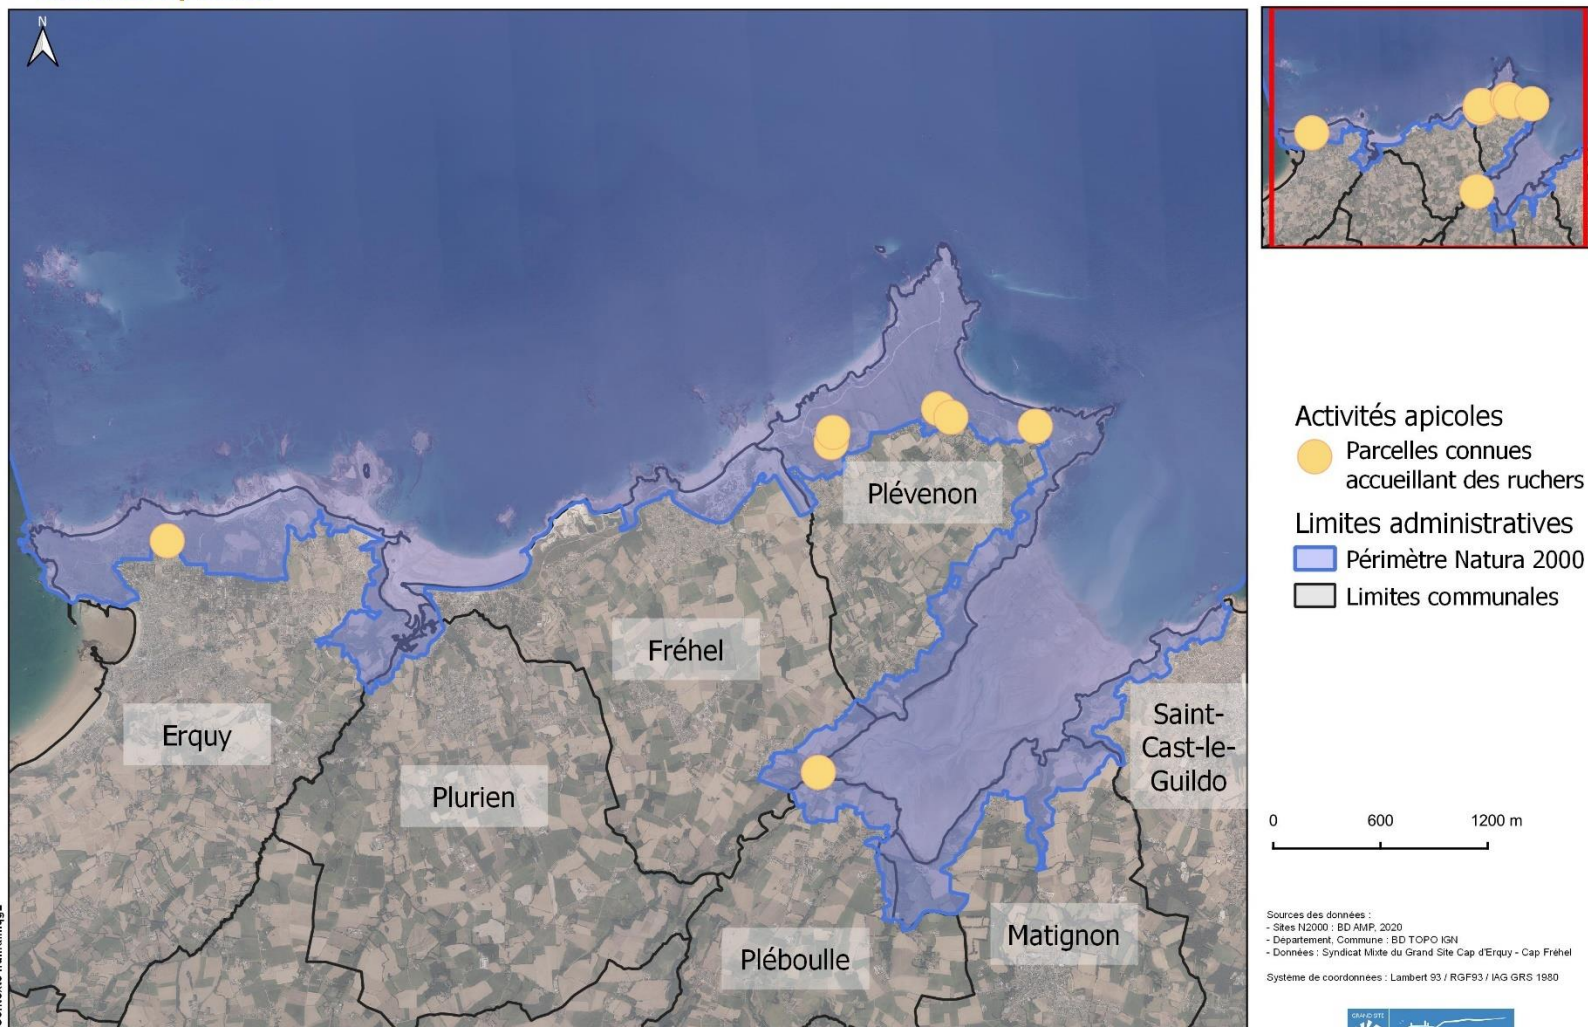 N
Plévenon
Fréhel
Erquy
Plurien
Saint-
Cast-le-
Guildo
Matignon
Pléboulle
Activités apicoles
Parcelles connues
accueillant des ruchers
Limites administratives
Périmètre Natura 2000
Limites communales
0 600 1200 m
Sources des données :
- Sites N2000 : BD AMP, 2020
- Département, Commune : BD TOPO IGN
- Données : Syndicat Mixte du Grand Site Cap d'Erquy - Cap Fréhel
Système de coordonnées : Lambert 93 / RGF93 / IAG GRS 1980
GRAND SITE